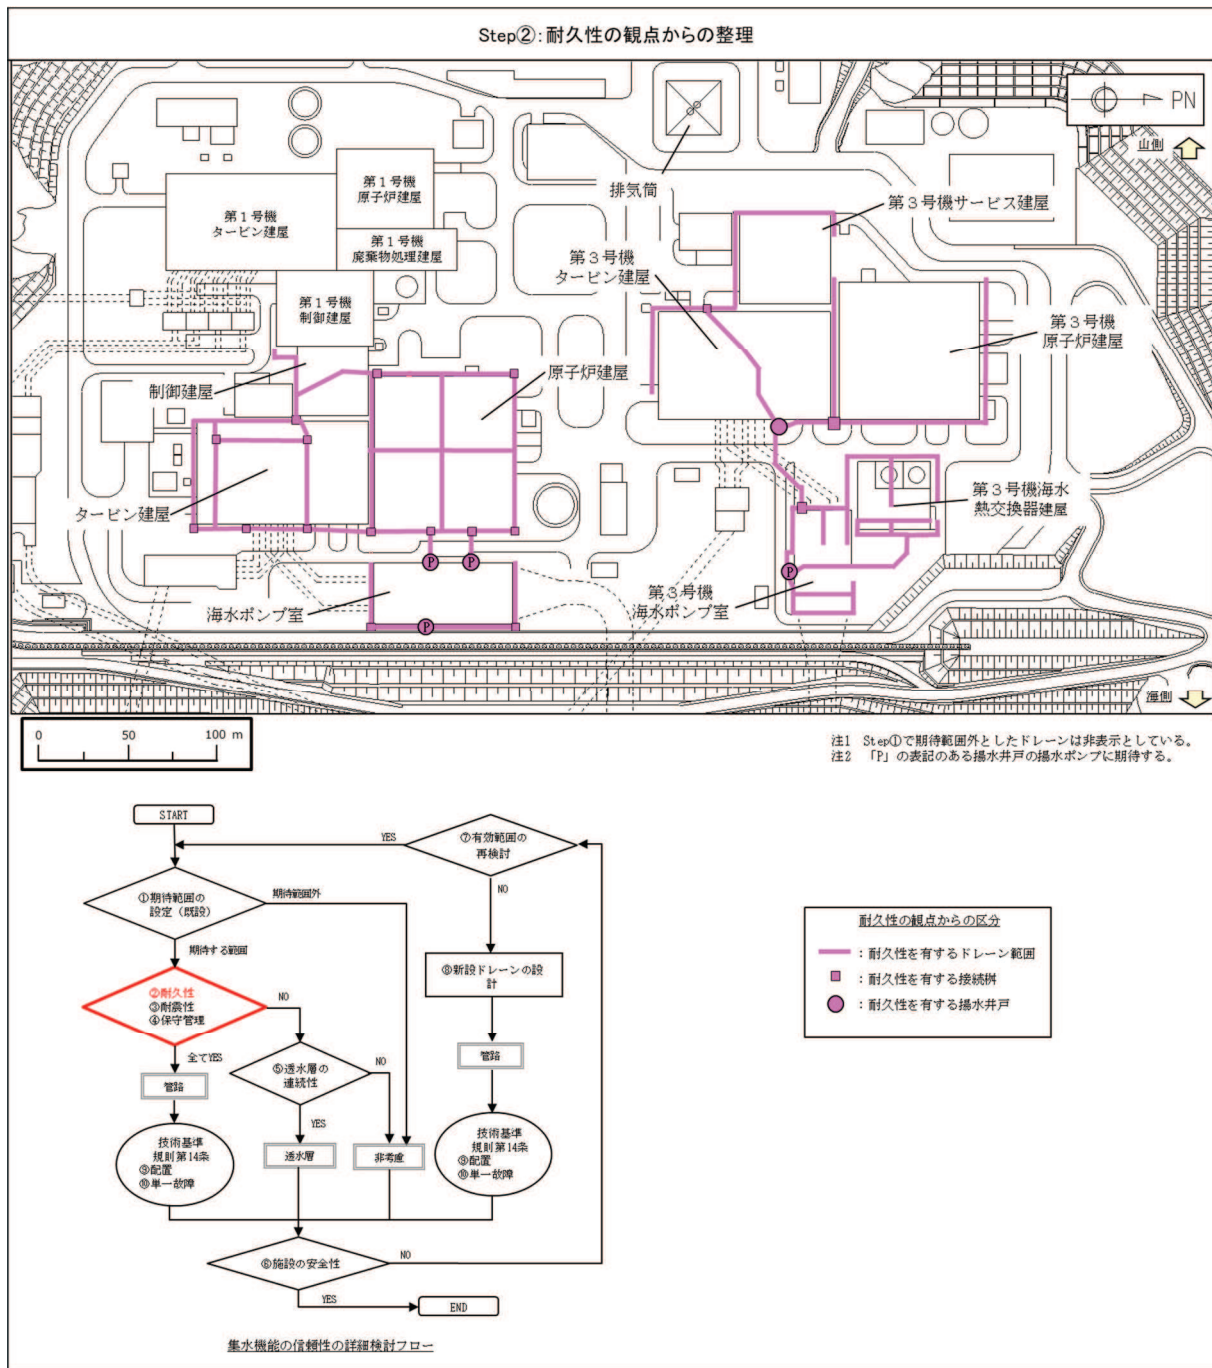 Step②:耐久性の観点からの整理
PN
山側
第1号機
原子炉建屋
第1号機
タービン建屋
第1号機
廃棄物処理建屋
第1号機
制御建屋
排気筒
第3号機サービス建屋
第3号機
タービン建屋
第3号機
原子炉建屋
制御建屋
原子炉建屋
タービン建屋
第3号機海水
熱交換器建屋
海水ポンプ室
第3号機
海水ポンプ室
P
P
P
P
海側
0 50 100 m
注1 Step①で期待範囲外としたドレーンは非表示としている。
注2 「P」の表記のある揚水井戸の揚水ポンプに期待する。
START
YES
⑦有効範囲の
再検討
NO
①期待範囲の
設定(既設)
期待範囲外
期待する範囲
②耐久性
③耐震性
④保守管理
NO
全てYES
管路
⑤透水層の
連続性
NO
YES
⑧新設ドレーンの設
計
管路
技術基準
規則第14条
⑨配置
⑩単一故障
透水層
非考慮
技術基準
規則第14条
⑨配置
⑩単一故障
⑥施設の安全性
NO
YES
END
集水機能の信頼性の詳細検討フロー
耐久性の観点からの区分
:耐久性を有するドレーン範囲
:耐久性を有する接続桝
:耐久性を有する揚水井戸